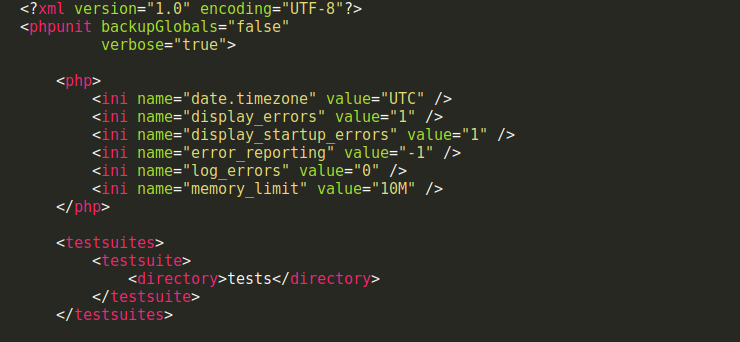 <?xml version="1.0" encoding="UTF-8"?>
<phpunit backupGlobals="false"
         verbose="true">

    <php>
        <ini name="date.timezone" value="UTC" />
        <ini name="display_errors" value="1" />
        <ini name="display_startup_errors" value="1" />
        <ini name="error_reporting" value="-1" />
        <ini name="log_errors" value="0" />
        <ini name="memory_limit" value="10M" />
    </php>

    <testsuites>
        <testsuite>
            <directory>tests</directory>
        </testsuite>
    </testsuites>